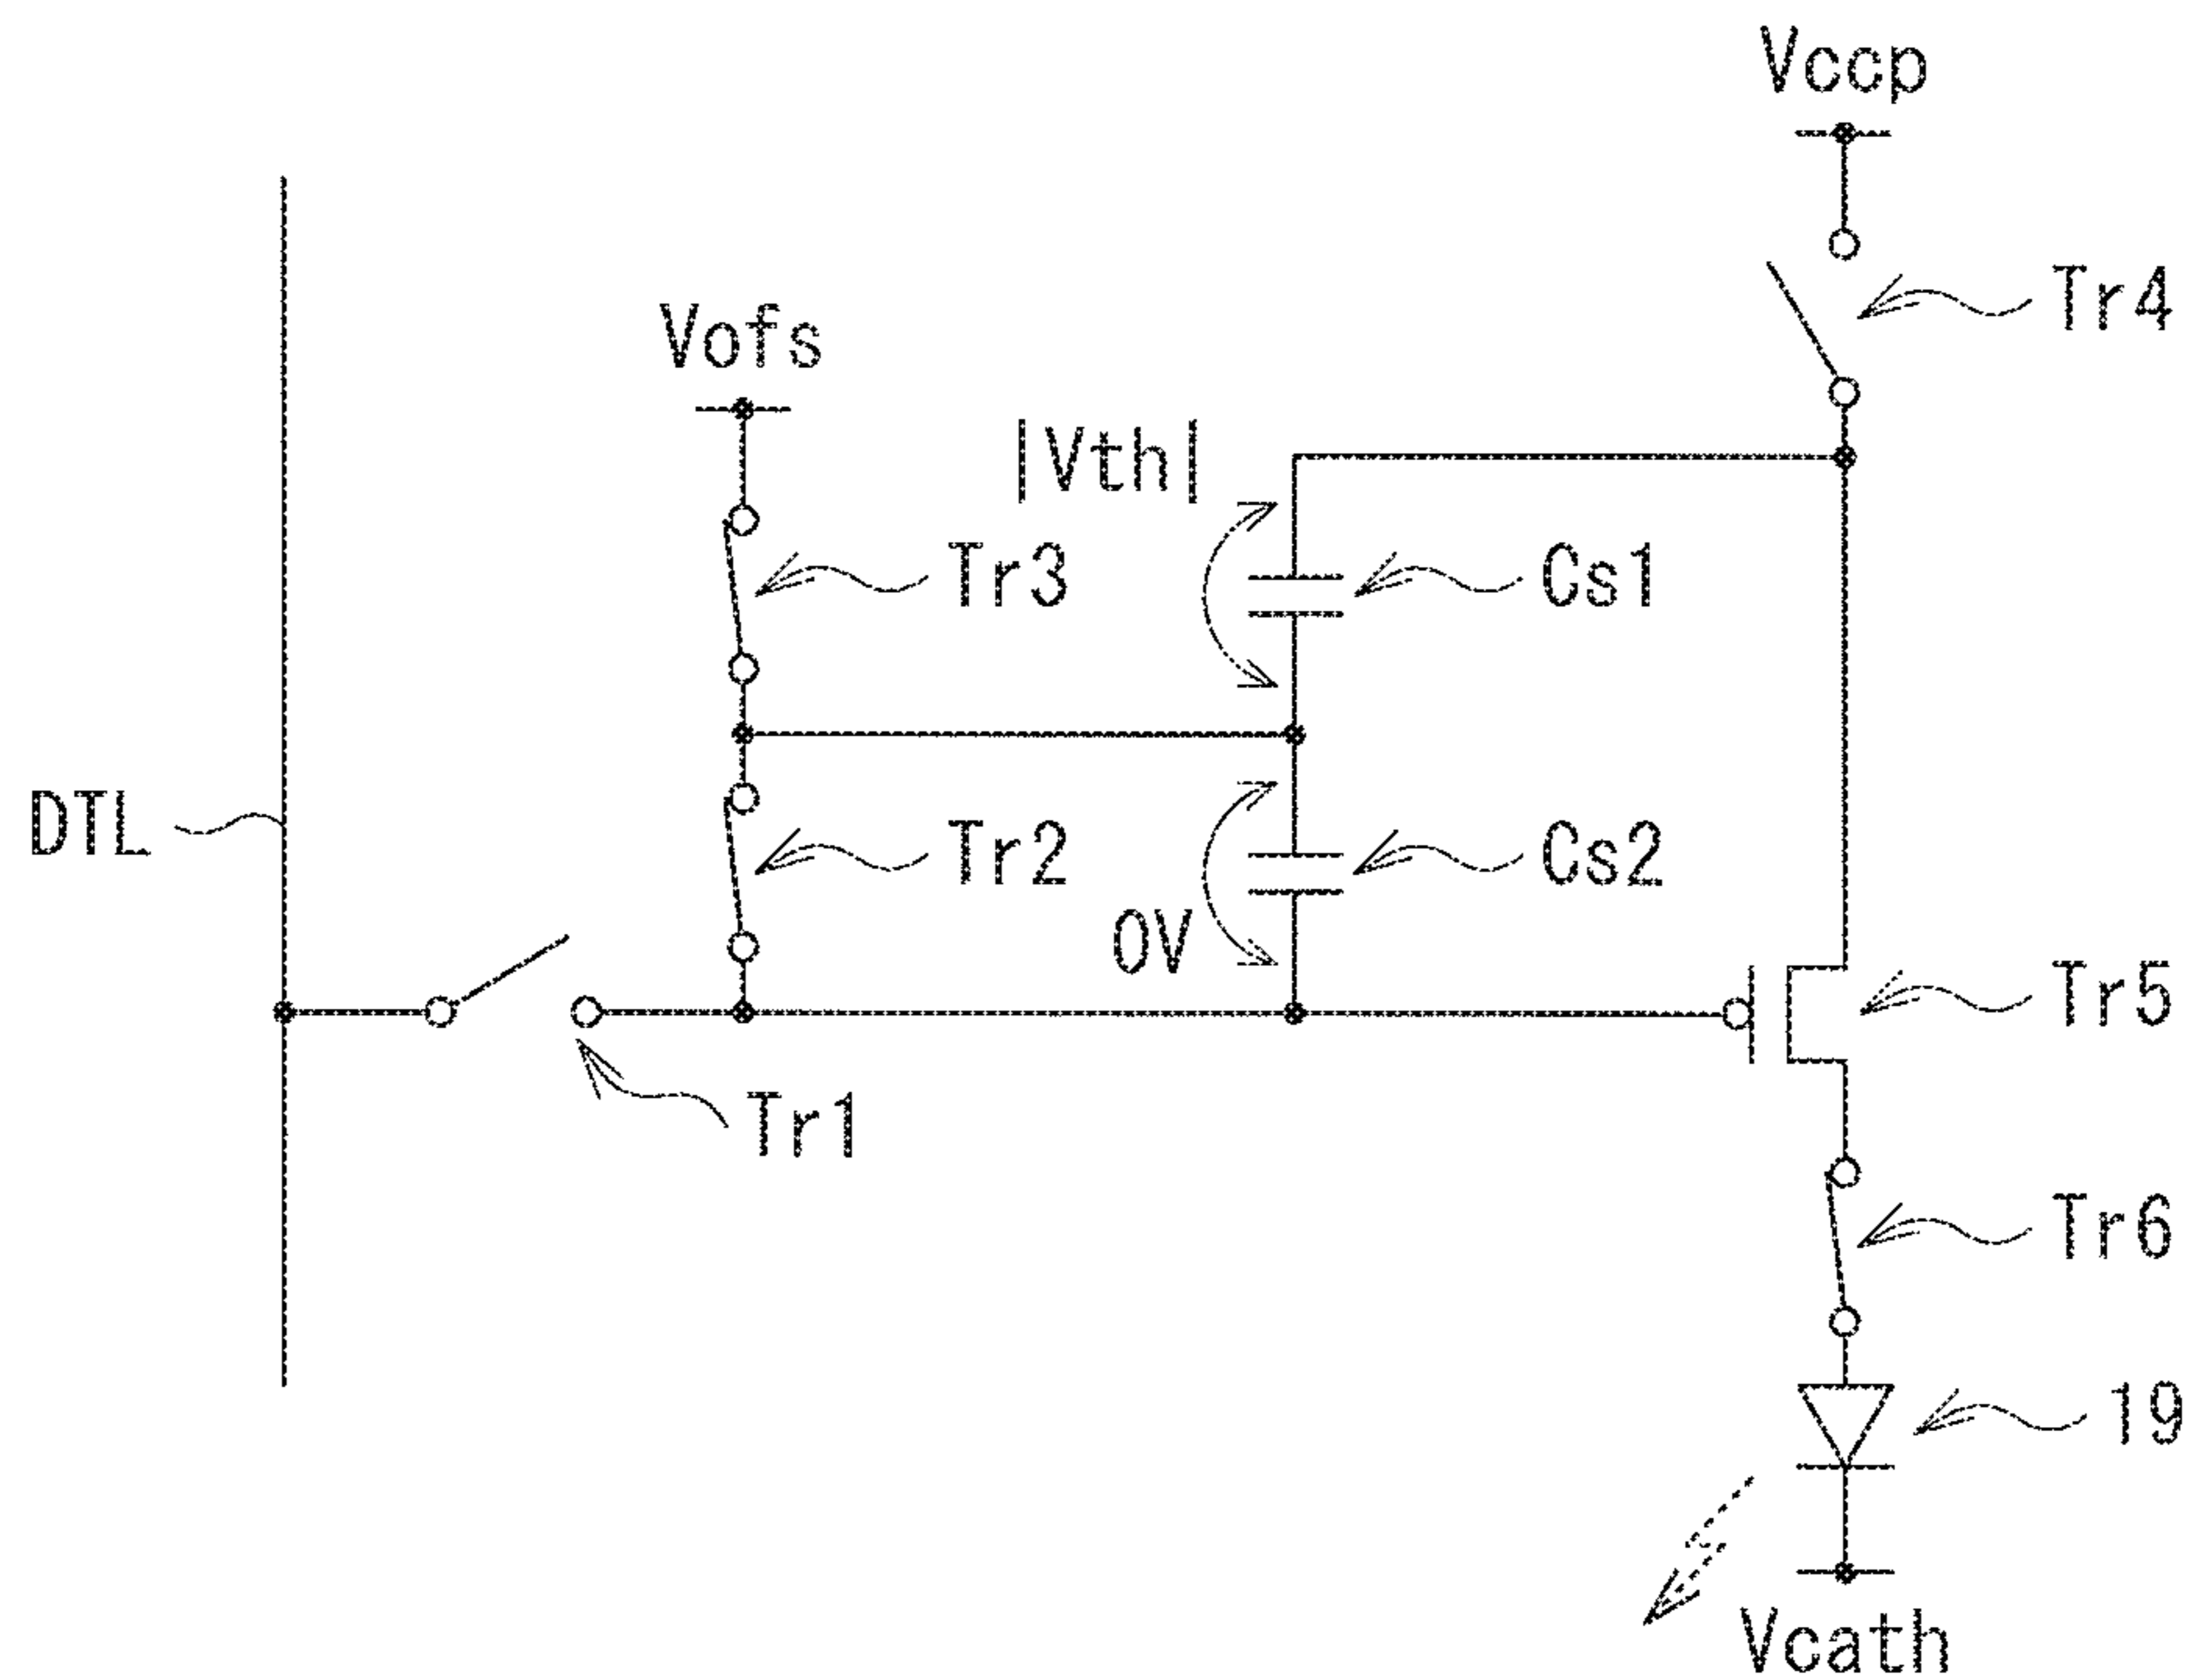 Vccp
Tr4
Vofs
|Vth|
Tr3
Cs1
DTL
Tr2
Cs2
0V
Tr5
Tr1
Tr6
19
Vcath